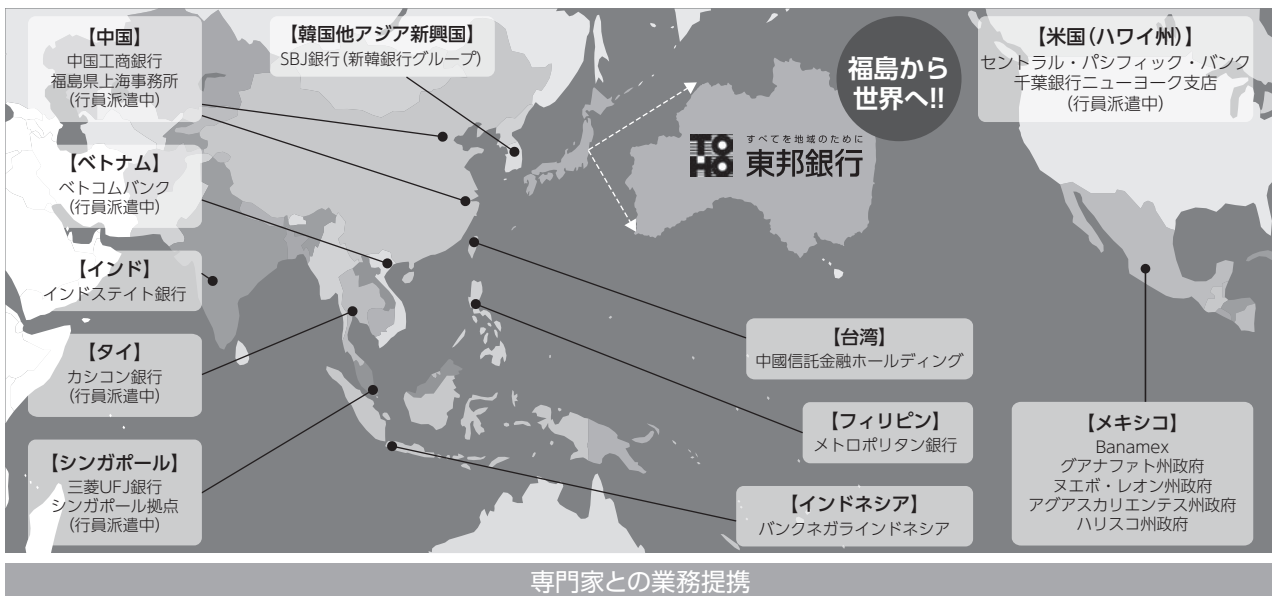 【中国】
中国工商銀行
福島県上海事務所
(行員派遣中)
【韓国他アジア新興国】
SBJ銀行(新韓銀行グループ)
福島から
世界へ!!
【米国(ハワイ州)】
セントラル・パシフィック・バンク
千葉銀行ニューヨーク支店
(行員派遣中)
TO
HO
すべてを地域のために
東邦銀行
【ベトナム】
ベトコムバンク
(行員派遣中)
【インド】
インドステイト銀行
【タイ】
カシコン銀行
(行員派遣中)
【シンガポール】
三菱UFJ銀行
シンガポール拠点
(行員派遣中)
【台湾】
中國信託金融ホールディング
【フィリピン】
メトロポリタン銀行
【インドネシア】
バンクネガラインドネシア
【メキシコ】
Banamex
グアナファト州政府
ヌエボ・レオン州政府
アグアスカリエンテス州政府
ハリスコ州政府
専門家との業務提携